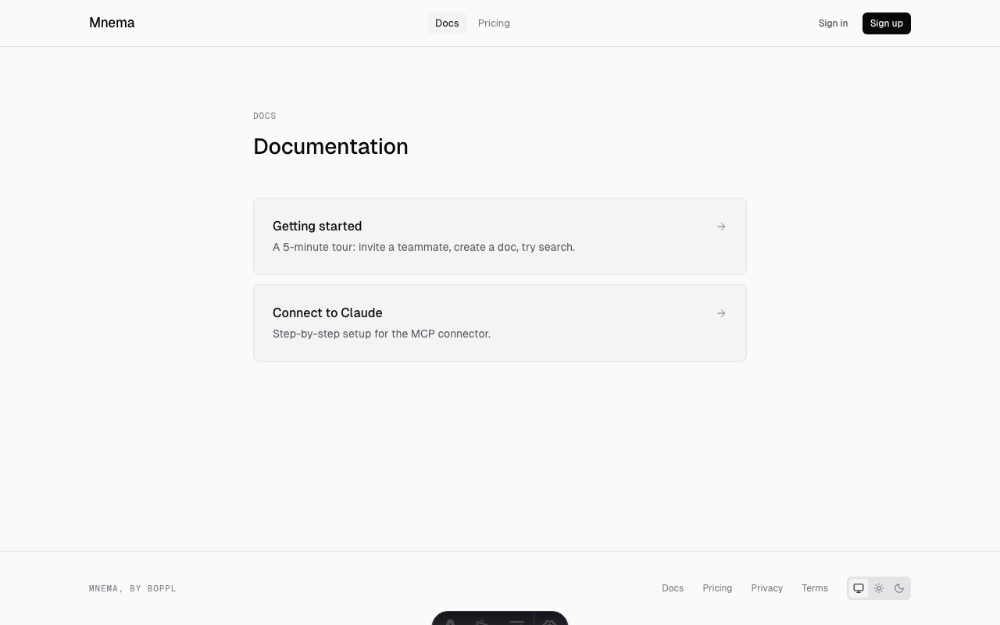 Mnema
Docs
Pricing
Sign in
Sign up
DOCS
Documentation
Getting started
A 5-minute tour: invite a teammate, create a doc, try search.
Connect to Claude
Step-by-step setup for the MCP connector.
MNEMA, BY BOPPL
Docs
Pricing
Privacy
Terms